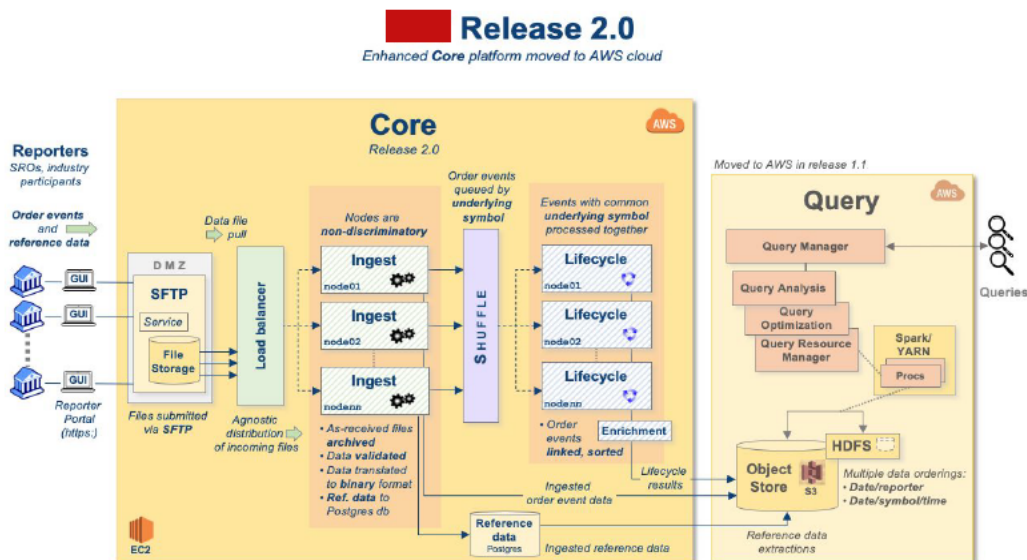 Release 2.0
Enhanced Core platform moved to AWS cloud
Core
Release 2.0
AWS
Reporters
SROs, industry
participants
Order events
and
reference data
GUI
GUI
GUI
Reporter
Portal
(https:)
Data file
pull
DMZ
SFTP
Service
File
Storage
Files submitted
via SFTP
Load balancer
Agnostic
distribution
of incoming files
Nodes are
non-discriminatory
Ingest
node01
Ingest
node02
Ingest
nodenn
• As-received files
archived
• Data validated
• Data translated
to binary format
• Ref. data to
Postgres db
Order events
queued by
underlying
symbol
SHUFFLE
Events with common
underlying symbol
processed together
Lifecycle
node01
Lifecycle
node02
Lifecycle
nodenn
• Order
events
linked, sorted
Enrichment
Lifecycle
results
Ingested
order event data
Reference
data
Postgres
Ingested reference data
EC2
Moved to AWS in release 1.1
AWS
Query
Query Manager
Query Analysis
Query
Optimization
Query Resource
Manager
Spark/
YARN
Procs
HDFS
Object
Store
S3
Multiple data orderings:
• Date/reporter
• Date/symbol/time
Reference data
extractions
Queries